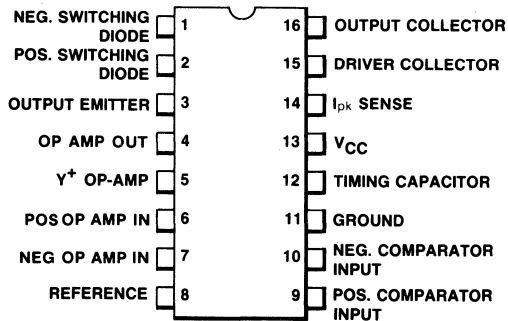 NEG. SWITCHING
DIODE
1
POS. SWITCHING
DIODE
2
OUTPUT EMITTER 3
OP AMP OUT 4
Y+ OP-AMP 5
POS OP AMP IN 6
NEG OP AMP IN 7
REFERENCE 8
16 OUTPUT COLLECTOR
15 DRIVER COLLECTOR
14 Ipk SENSE
13 VCC
12 TIMING CAPACITOR
11 GROUND
10 NEG. COMPARATOR
INPUT
9 POS. COMPARATOR
INPUT